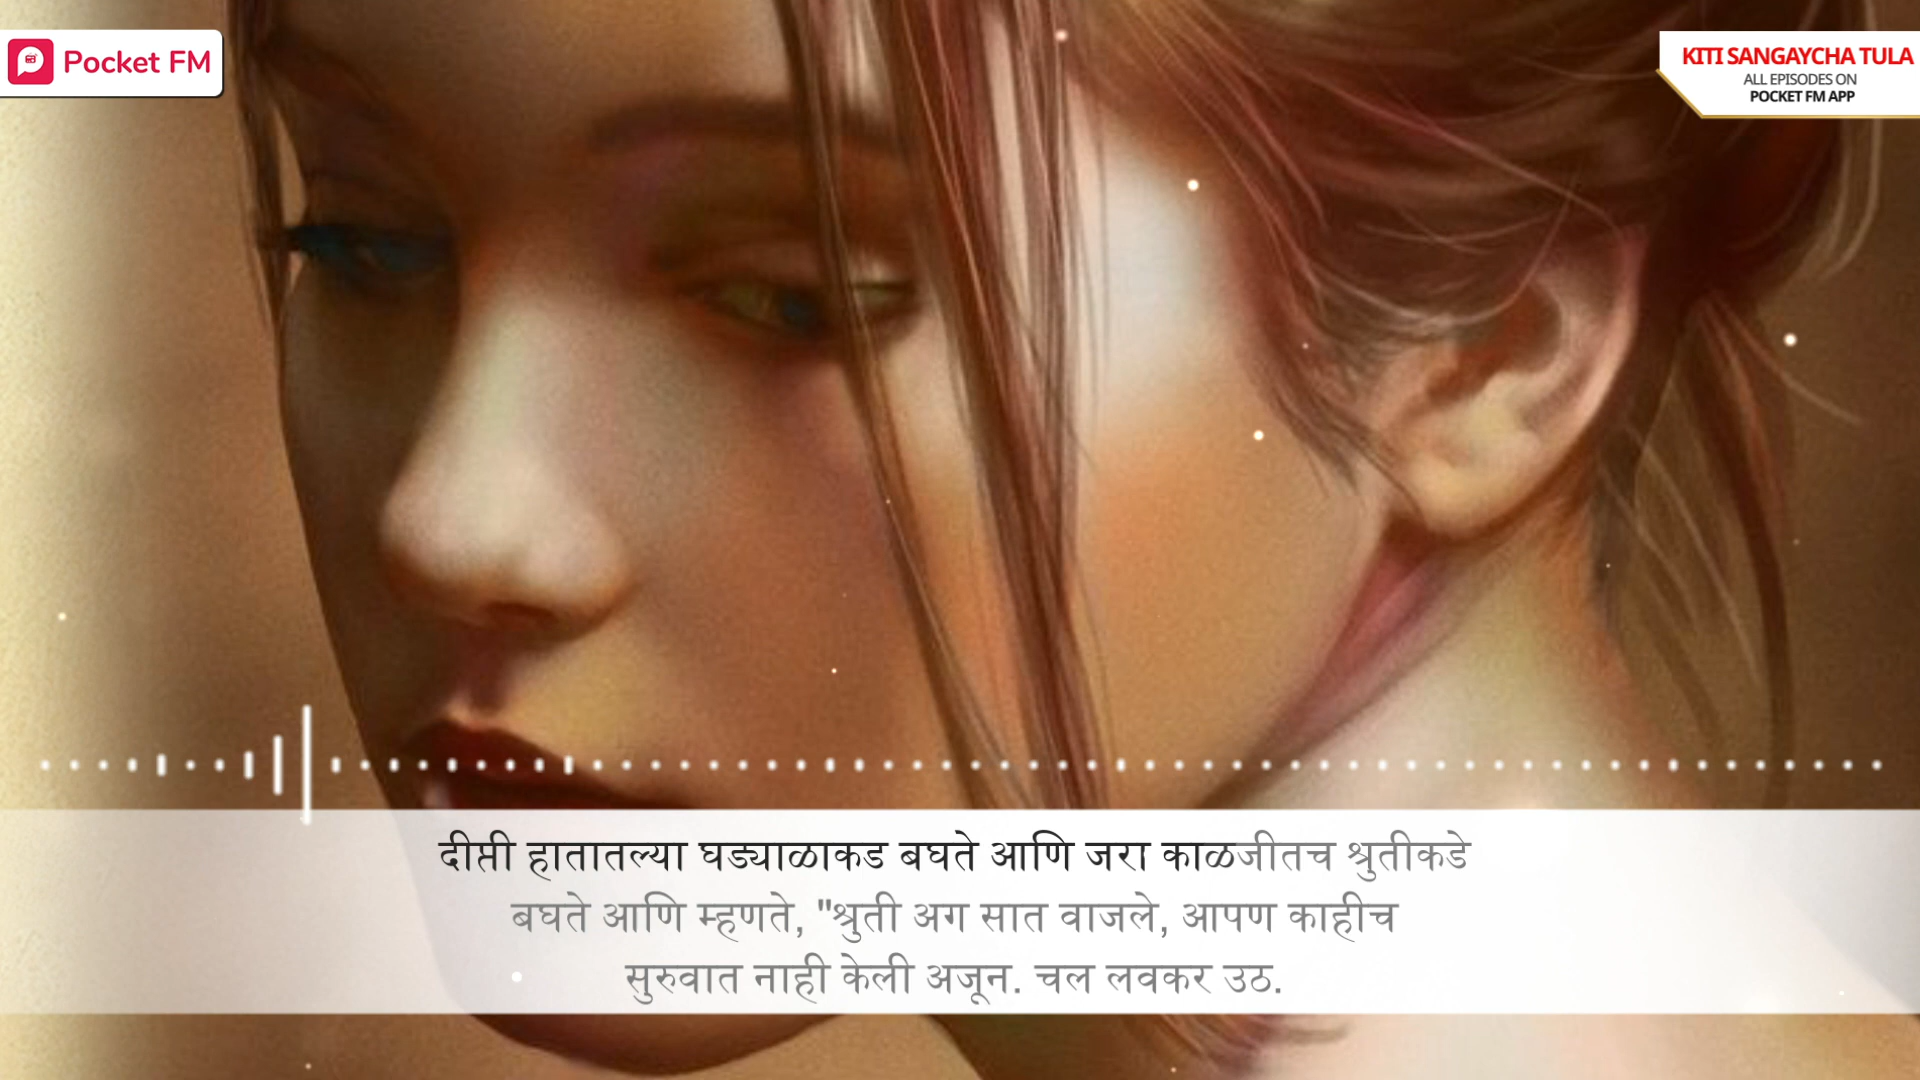 Pocket FM
KITI SANGAYCHA TULA
ALL EPISODES ON
POCKET FM APP
दीप्ती हातातल्या घड्याळाकड बघते आणि जरा काळजीतच श्रुतीकडे
बघते आणि म्हणते, "श्रुती अग सात वाजले, आपण काहीच
सुरुवात नाही केली अजून. चल लवकर उठ.